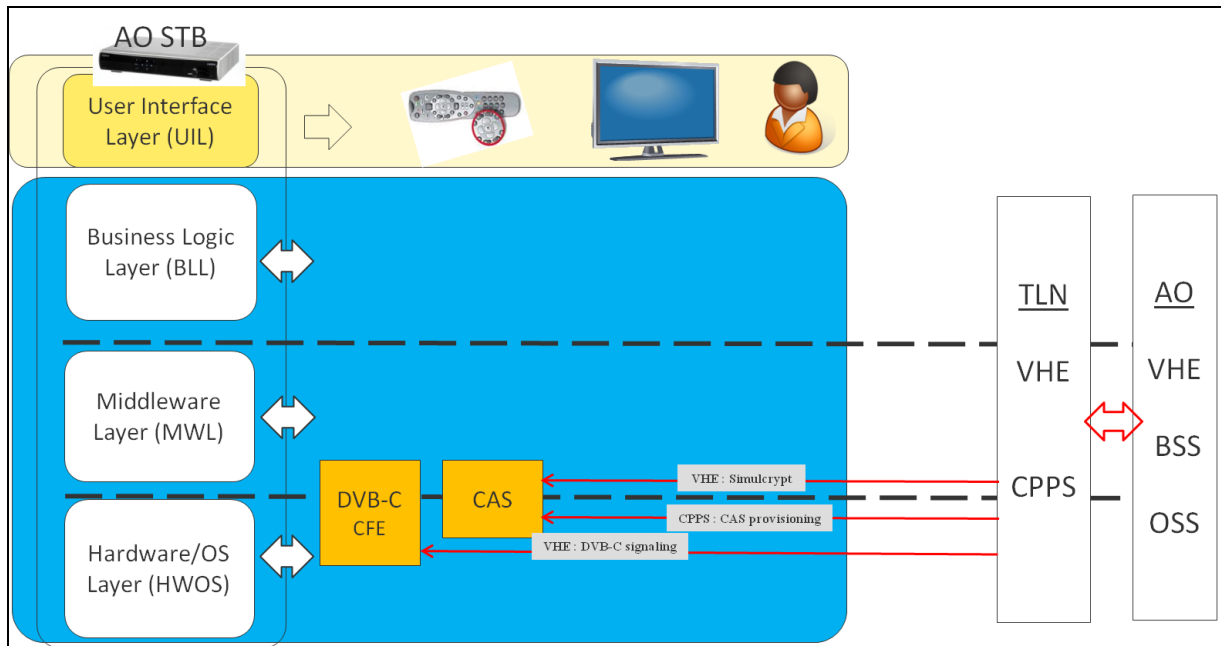 AO STB
User Interface
Layer (UIL)
Business Logic
Layer (BLL)
Middleware
Layer (MWL)
Hardware/OS
Layer (HWOS)
DVB-C
CFE
CAS
VHE : Simulcrypt
CPPS : CAS provisioning
VHE : DVB-C signaling
TLN
VHE
CPPS
AO
VHE
BSS
OSS